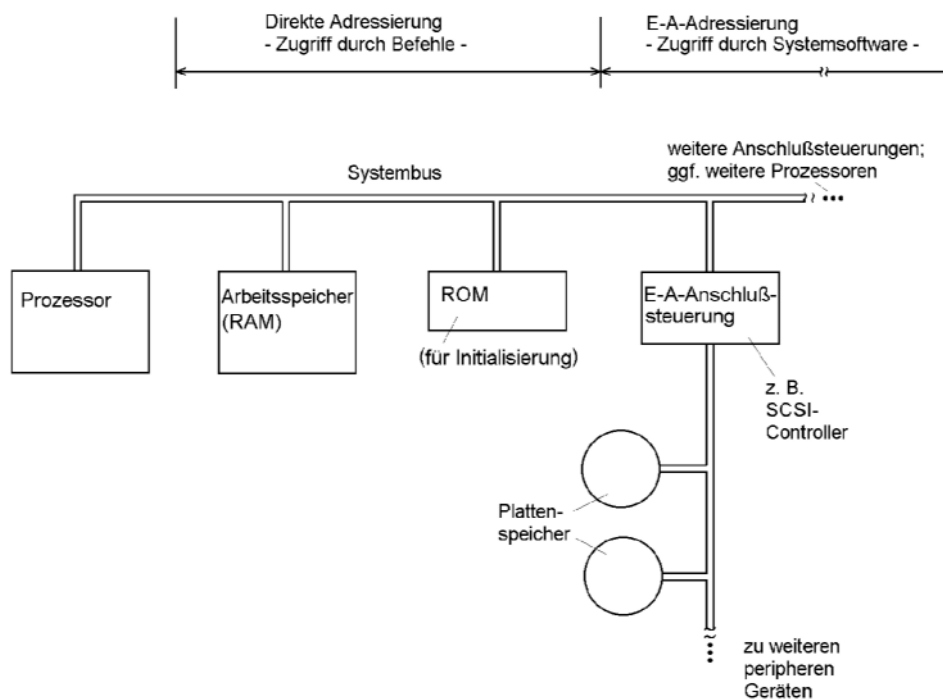 Direkte Adressierung
- Zugriff durch Befehle -
E-A-Adressierung
- Zugriff durch Systemsoftware -
weitere Anschlußsteuerungen;
ggf. weitere Prozessoren
Systembus
Prozessor
Arbeitsspeicher
(RAM)
ROM
(für Initialisierung)
E-A-Anschluß-
steuerung
z. B.
SCSI-
Controller
Platten-
speicher
zu weiteren
peripheren
Geräten